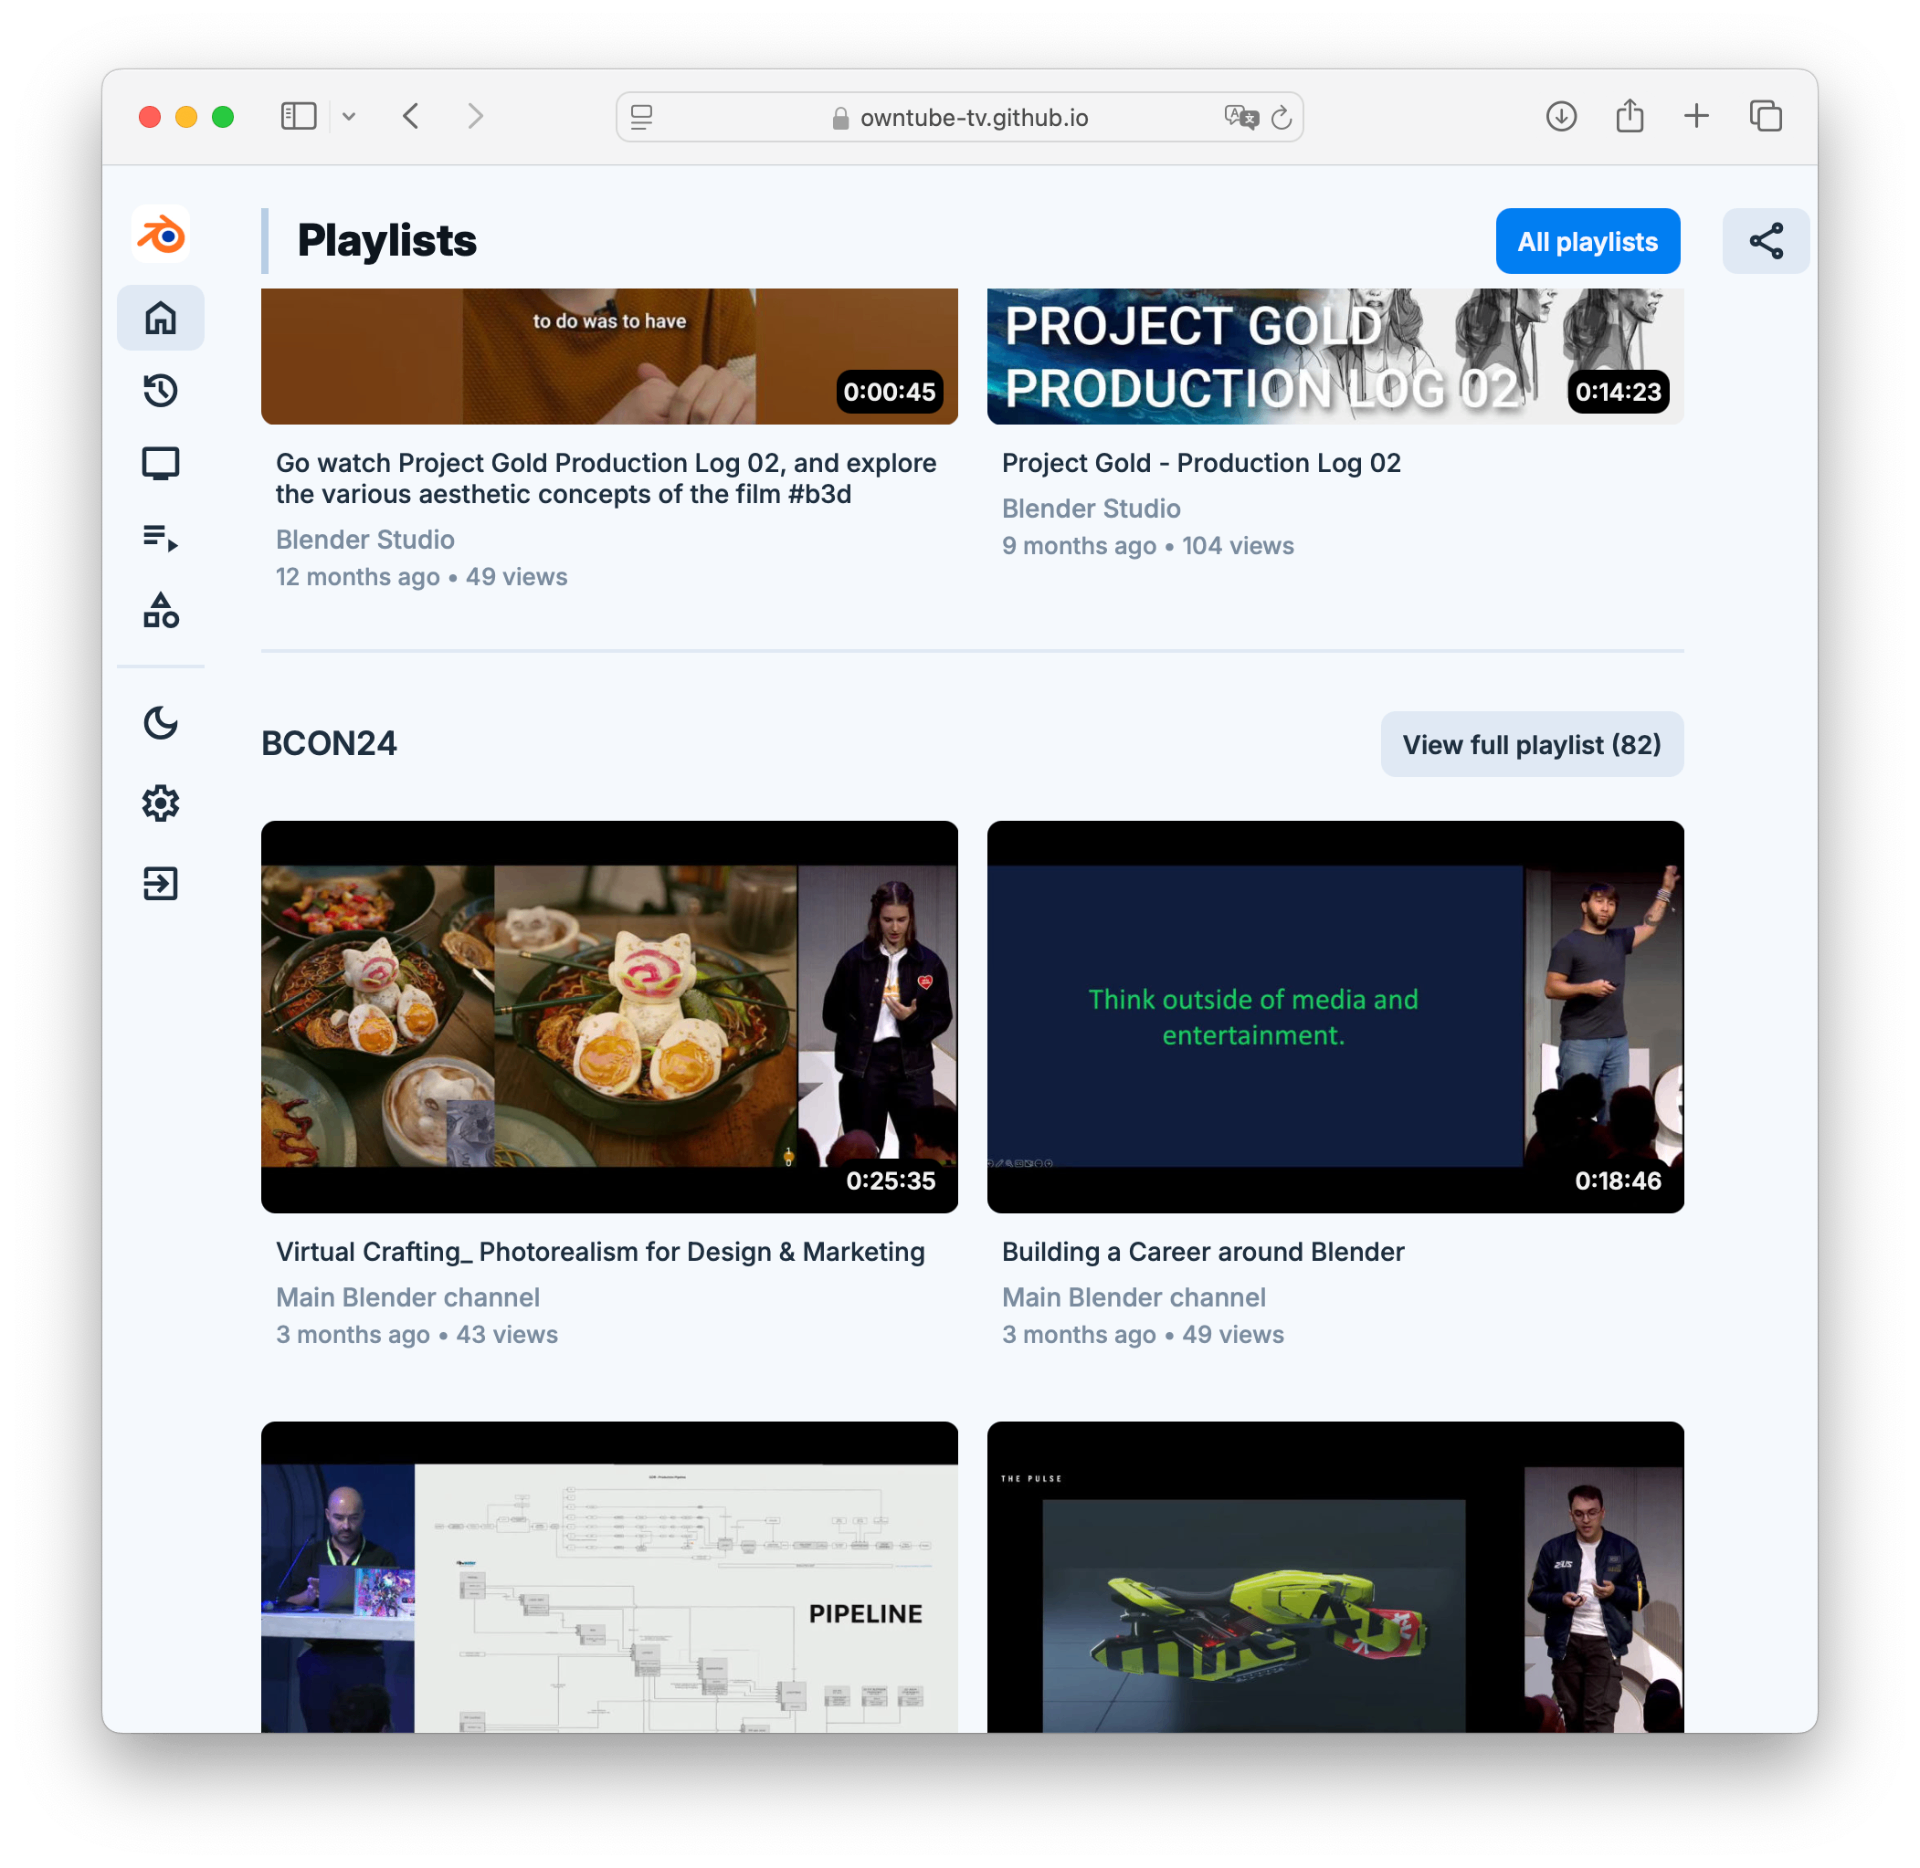 owntube-tv.github.io
Playlists
All playlists
to do was to have
0:00:45
PROJECT GOLD
PRODUCTION LOG 02
0:14:23
Go watch Project Gold Production Log 02, and explore
the various aesthetic concepts of the film #b3d
Blender Studio
12 months ago • 49 views
Project Gold - Production Log 02
Blender Studio
9 months ago • 104 views
BCON24
View full playlist (82)
0:25:35
Think outside of media and
entertainment.
0:18:46
Virtual Crafting_ Photorealism for Design & Marketing
Main Blender channel
3 months ago • 43 views
Building a Career around Blender
Main Blender channel
3 months ago • 49 views
PIPELINE
THE PULSE